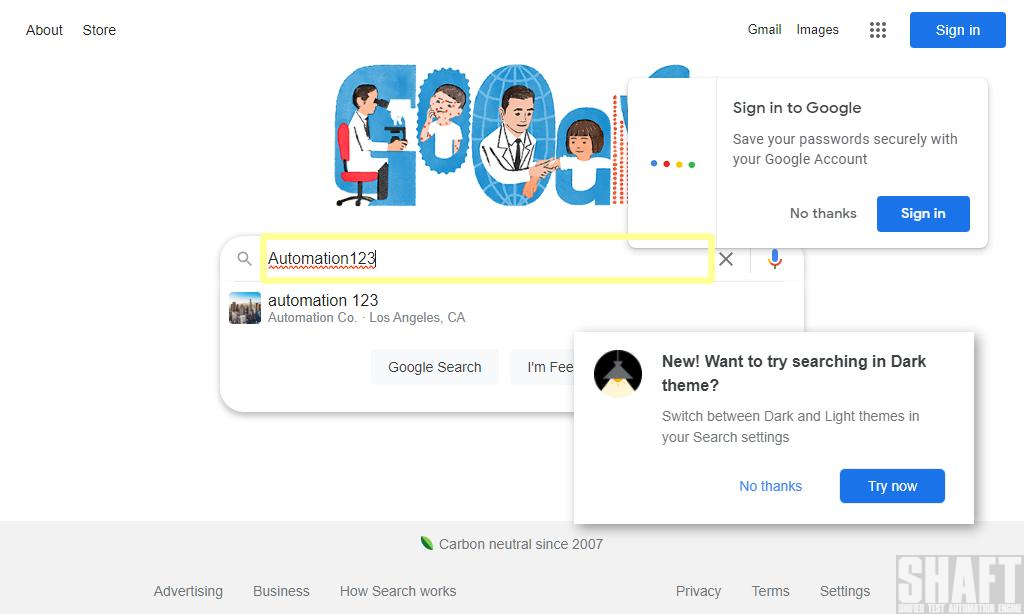 About
Store
Gmail
Images
Sign in
Sign in to Google
Save your passwords securely with
your Google Account
No thanks
Sign in
Automation123
automation 123
Automation Co. · Los Angeles, CA
Google Search
I'm Fee
New! Want to try searching in Dark
theme?
Switch between Dark and Light themes in
your Search settings
No thanks
Try now
Carbon neutral since 2007
Advertising
Business
How Search works
Privacy
Terms
Settings
SHAFT
UNIFIED TEST AUTOMATION ENGINE